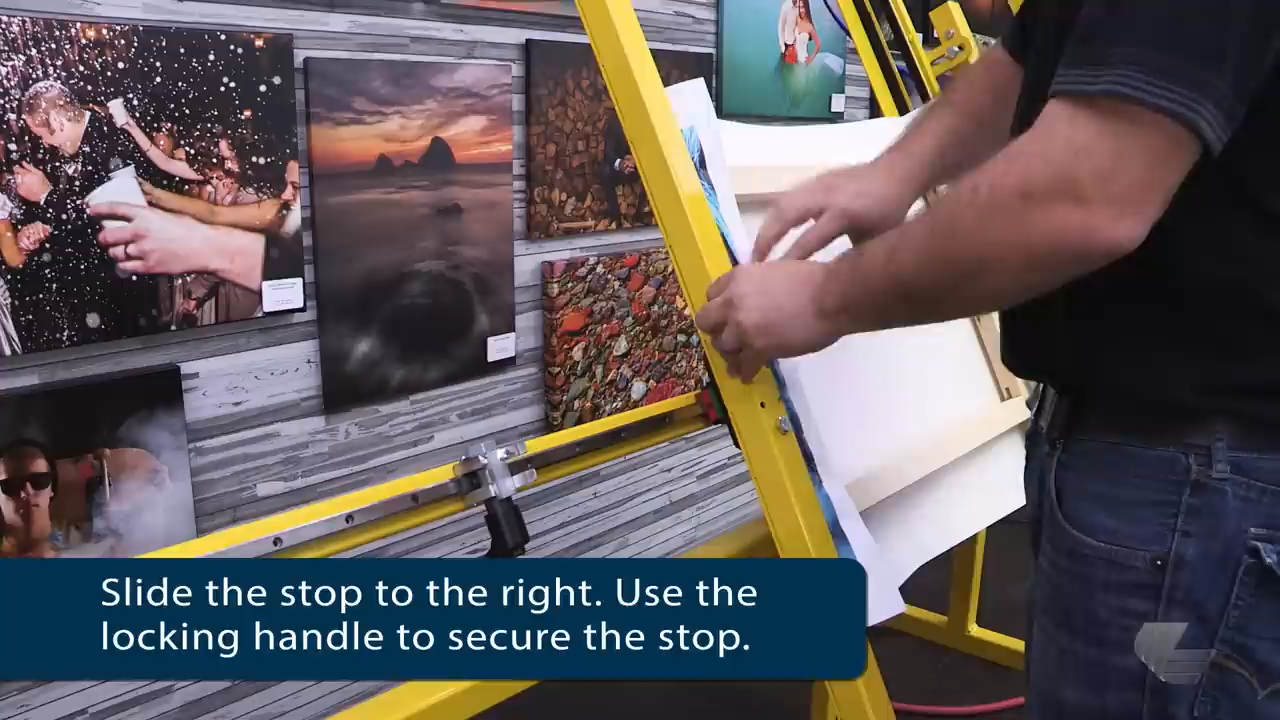 Slide the stop to the right. Use the
locking handle to secure the stop.